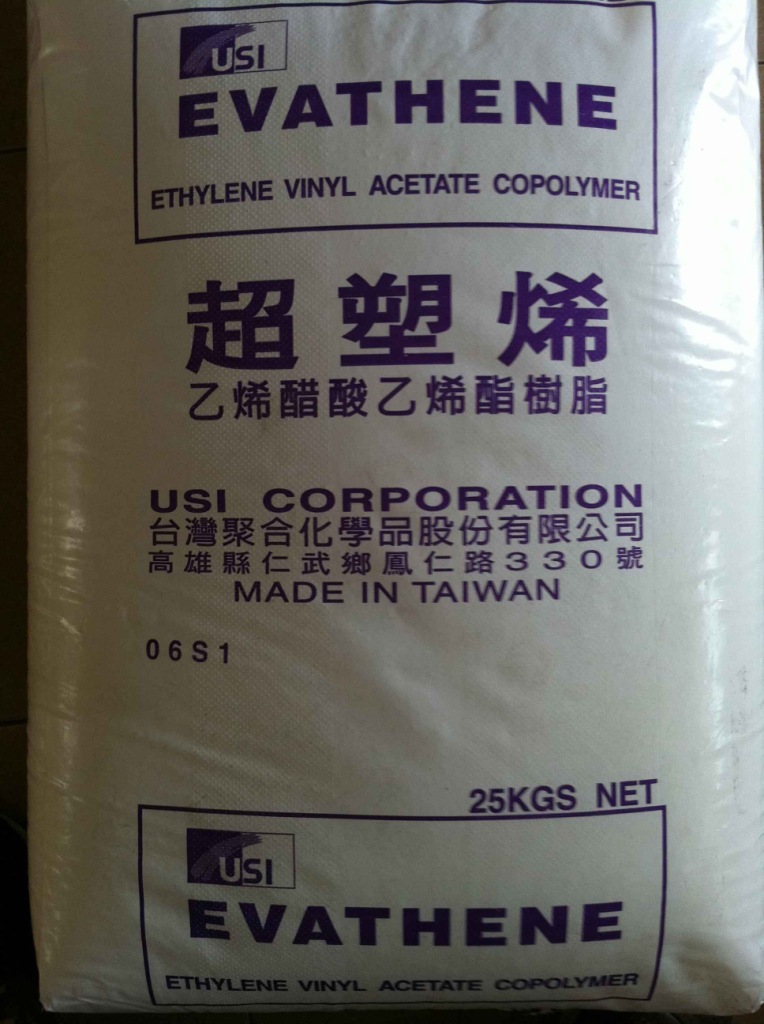 USI
EVATHENE
ETHYLENE VINYL ACETATE COPOLYMER
超塑烯
乙烯醋酸乙烯酯樹脂
USI CORPORATION
台灣聚合化學品股份有限公司
高雄縣仁武鄉鳳仁路330號
MADE IN TAIWAN
06S1
25KGS NET
USI
EVATHENE
ETHYLENE VINYL ACETATE COPOLYMER